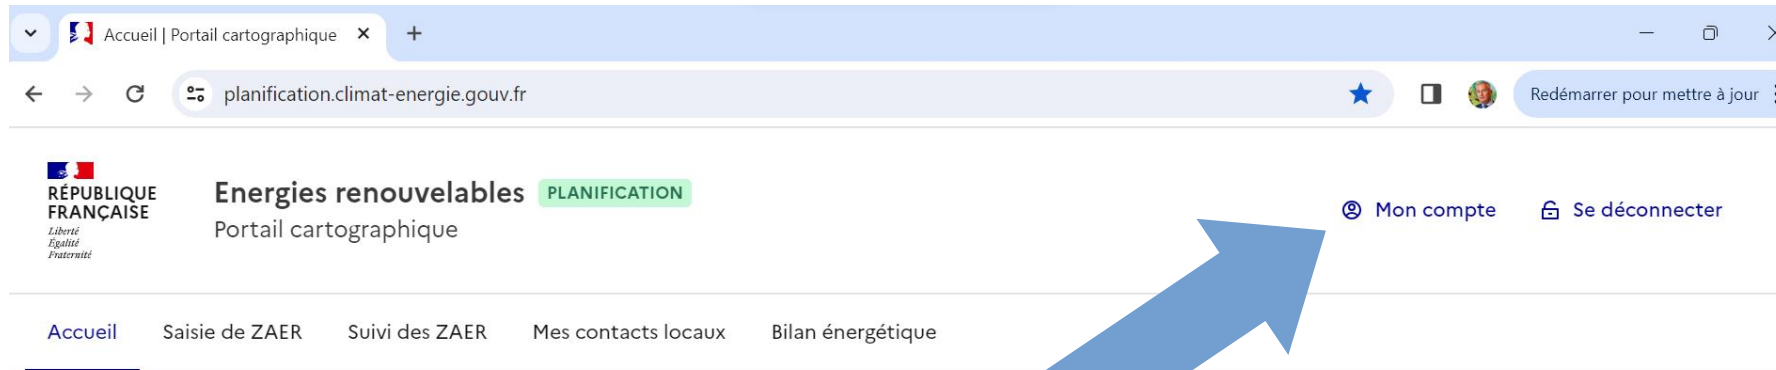 Accueil | Portail cartographique
planification.climat-energie.gouv.fr
Redémarrer pour mettre à jour
RÉPUBLIQUE
FRANÇAISE
Liberté
Égalité
Fraternité
Energies renouvelables PLANIFICATION
Portail cartographique
Mon compte Se déconnecter
Accueil Saisie de ZAER Suivi des ZAER Mes contacts locaux Bilan énergétique